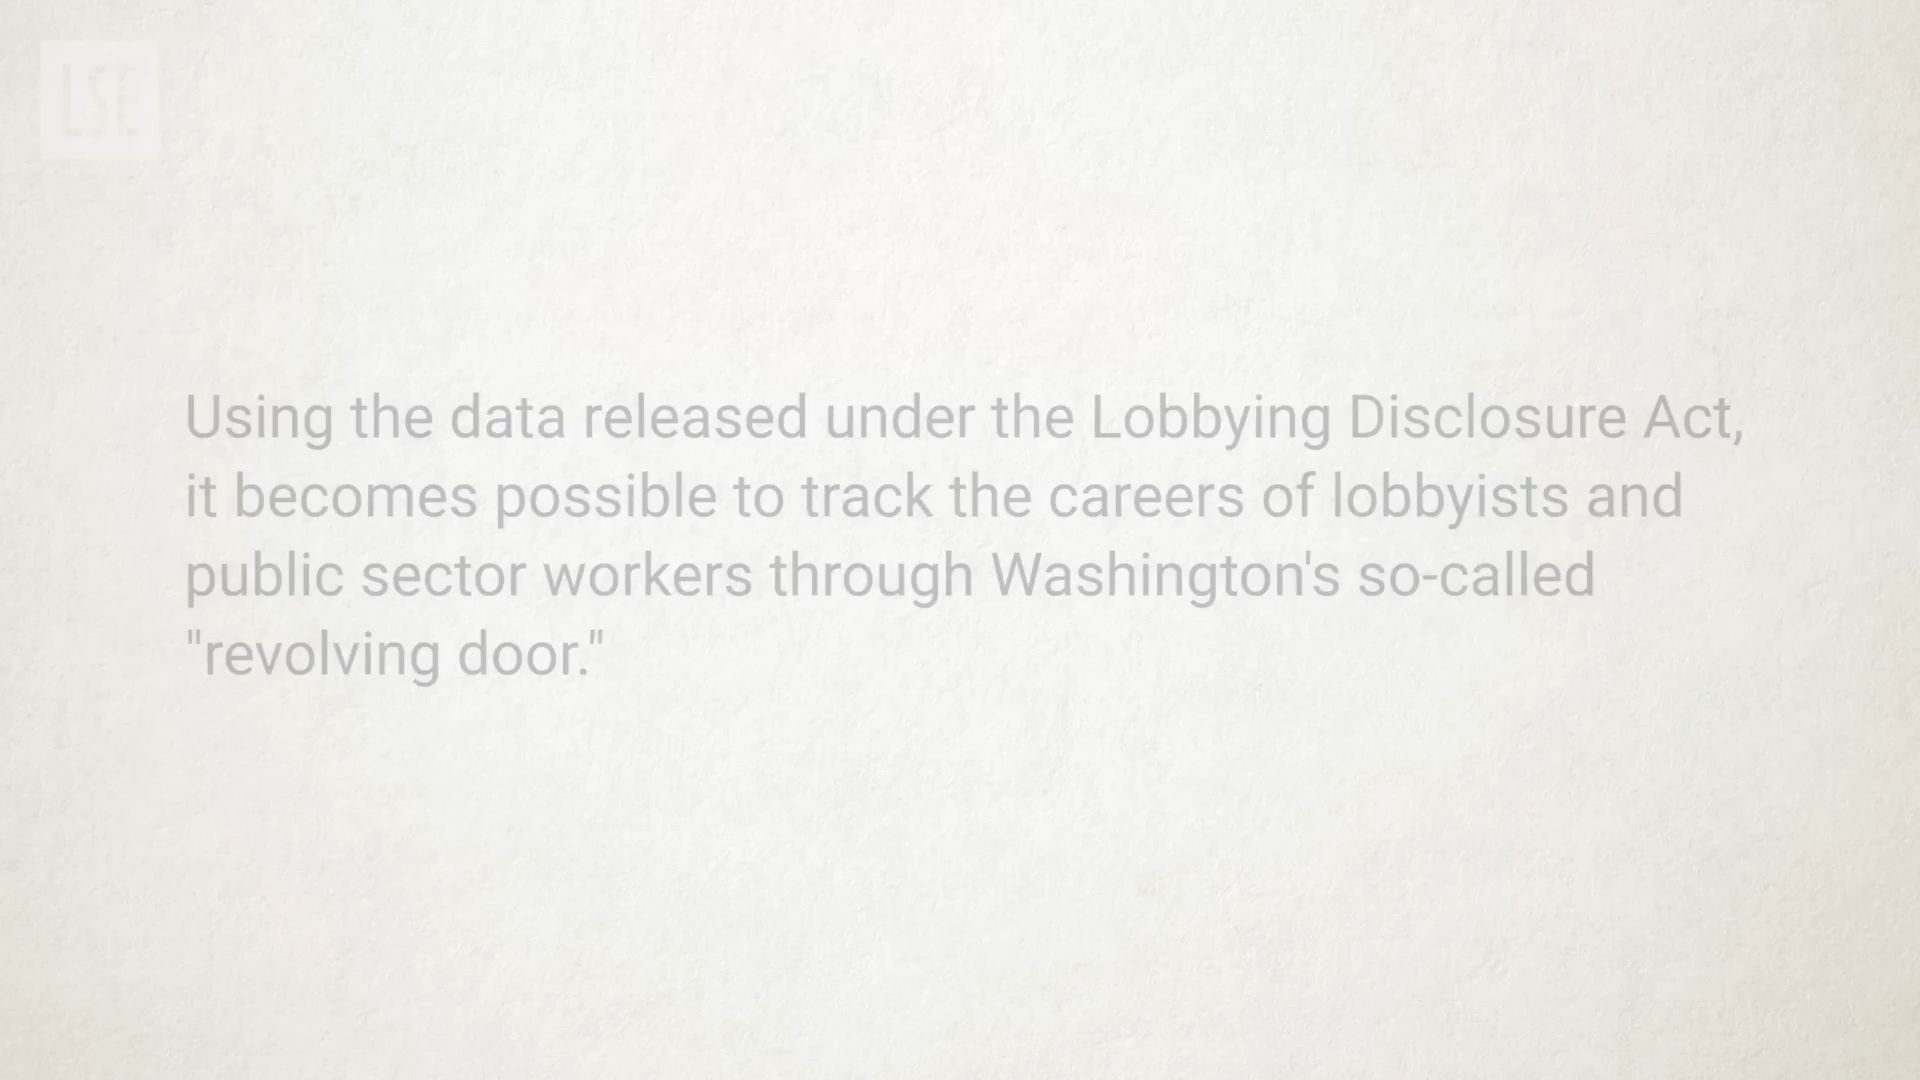 LSE
Using the data released under the Lobbying Disclosure Act,
it becomes possible to track the careers of lobbyists and
public sector workers through Washington's so-called
"revolving door."